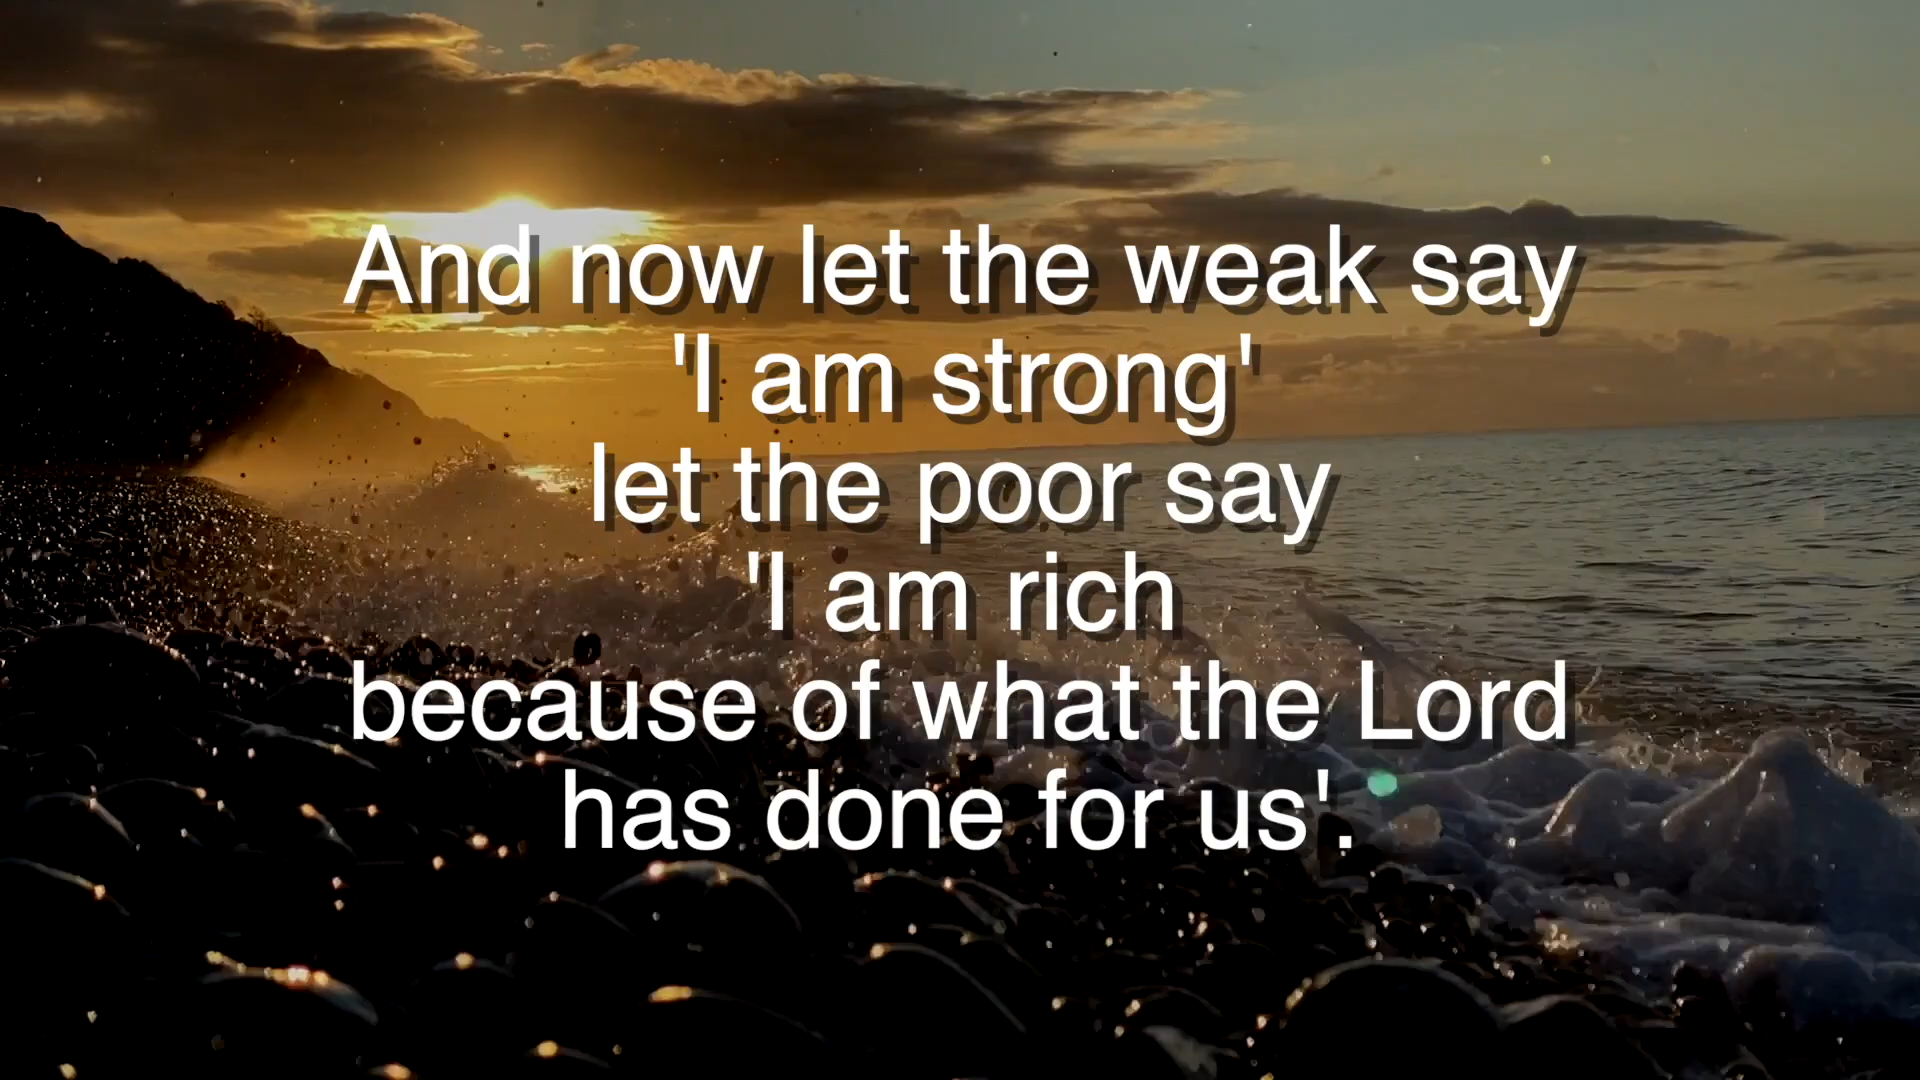 And now let the weak say
'I am strong'
let the poor say
'I am rich
because of what the Lord
has done for us'.